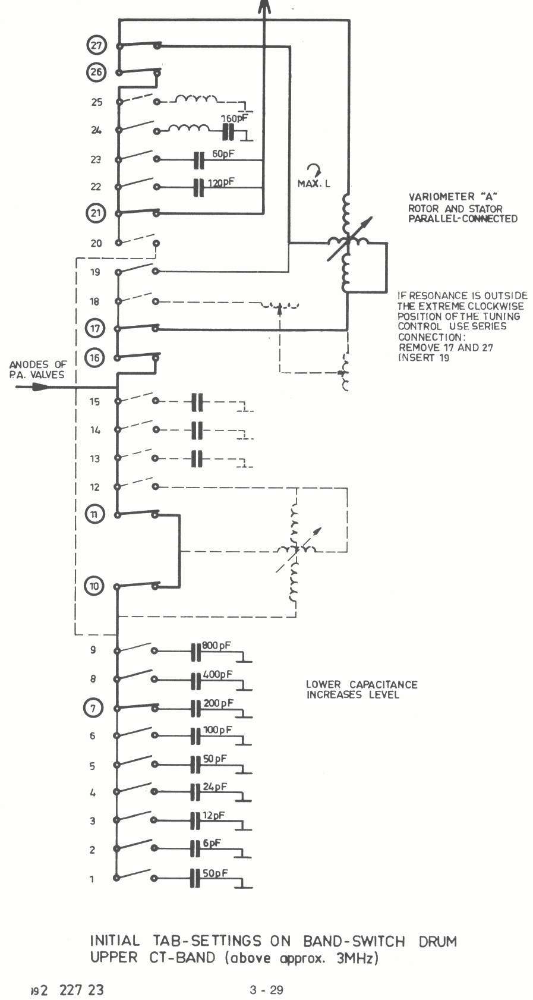 27
26
25
160pF
24
60pF
23
120pF
22
MAX. L
VARIOMETER "A"
ROTOR AND STATOR
PARALLEL-CONNECTED
21
20
19
IF RESONANCE IS OUTSIDE
THE EXTREME CLOCKWISE
POSITION OF THE TUNING
CONTROL USE SERIES
CONNECTION:
REMOVE 17 AND 27
INSERT 19
18
17
16
ANODES OF
P.A. VALVES
15
14
13
12
11
10
9
800pF
8
400pF
LOWER CAPACITANCE
INCREASES LEVEL
7
200pF
6
100pF
5
50pF
4
24pF
3
12pF
2
6pF
1
50pF
INITIAL TAB-SETTINGS ON BAND-SWITCH DRUM
UPPER CT-BAND (above approx. 3MHz)
992 227 23
3 - 29